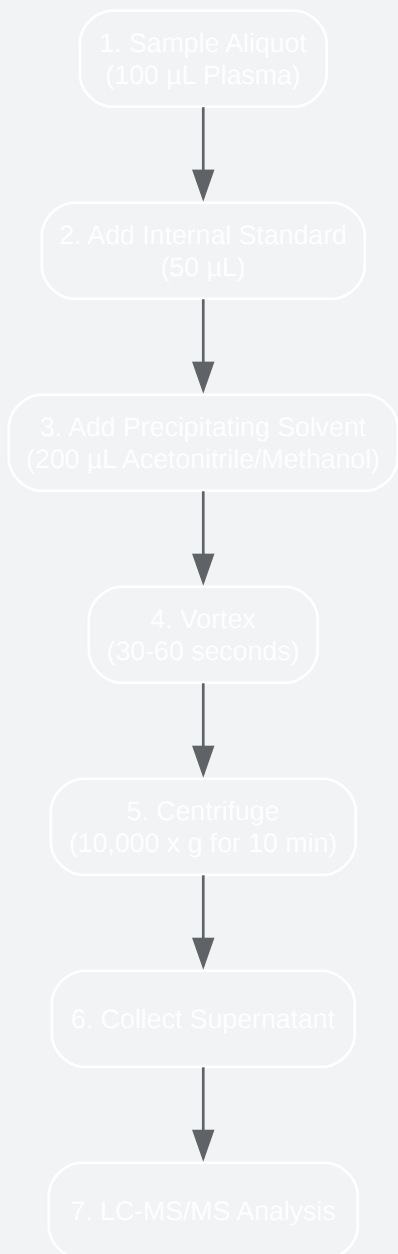 1. Sample Aliquot
(100 µL Plasma)
2. Add Internal Standard
(50 µL)
3. Add Precipitating Solvent
(200 µL Acetonitrile/Methanol)
4. Vortex
(30-60 seconds)
5. Centrifuge
(10,000 x g for 10 min)
6. Collect Supernatant
7. LC-MS/MS Analysis